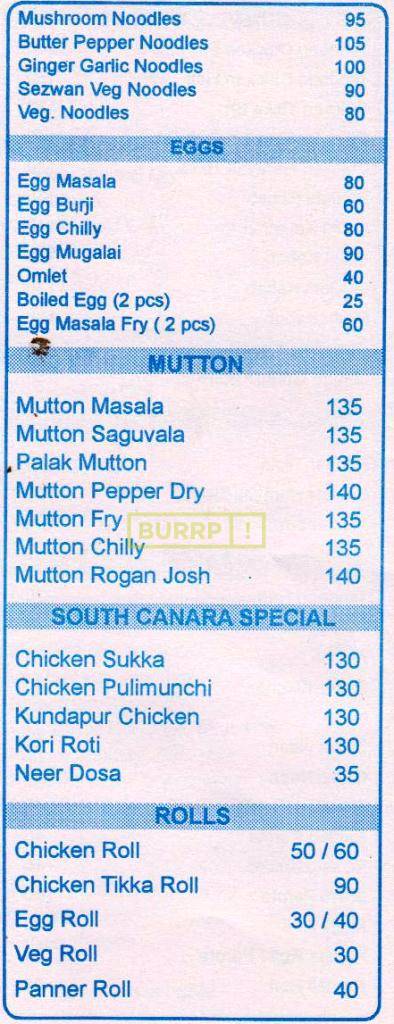 Mushroom Noodles 95
Butter Pepper Noodles 105
Ginger Garlic Noodles 100
Sezwan Veg Noodles 90
Veg. Noodles 80
EGGS
Egg Masala 80
Egg Burji 60
Egg Chilly 80
Egg Mugalai 90
Omlet 40
Boiled Egg (2 pcs) 25
Egg Masala Fry ( 2 pcs) 60
MUTTON
Mutton Masala 135
Mutton Saguvala 135
Palak Mutton 135
Mutton Pepper Dry 140
Mutton Fry 135
BURRP !
Mutton Chilly 135
Mutton Rogan Josh 140
SOUTH CANARA SPECIAL
Chicken Sukka 130
Chicken Pulimunchi 130
Kundapur Chicken 130
Kori Roti 130
Neer Dosa 35
ROLLS
Chicken Roll 50 / 60
Chicken Tikka Roll 90
Egg Roll 30 / 40
Veg Roll 30
Panner Roll 40